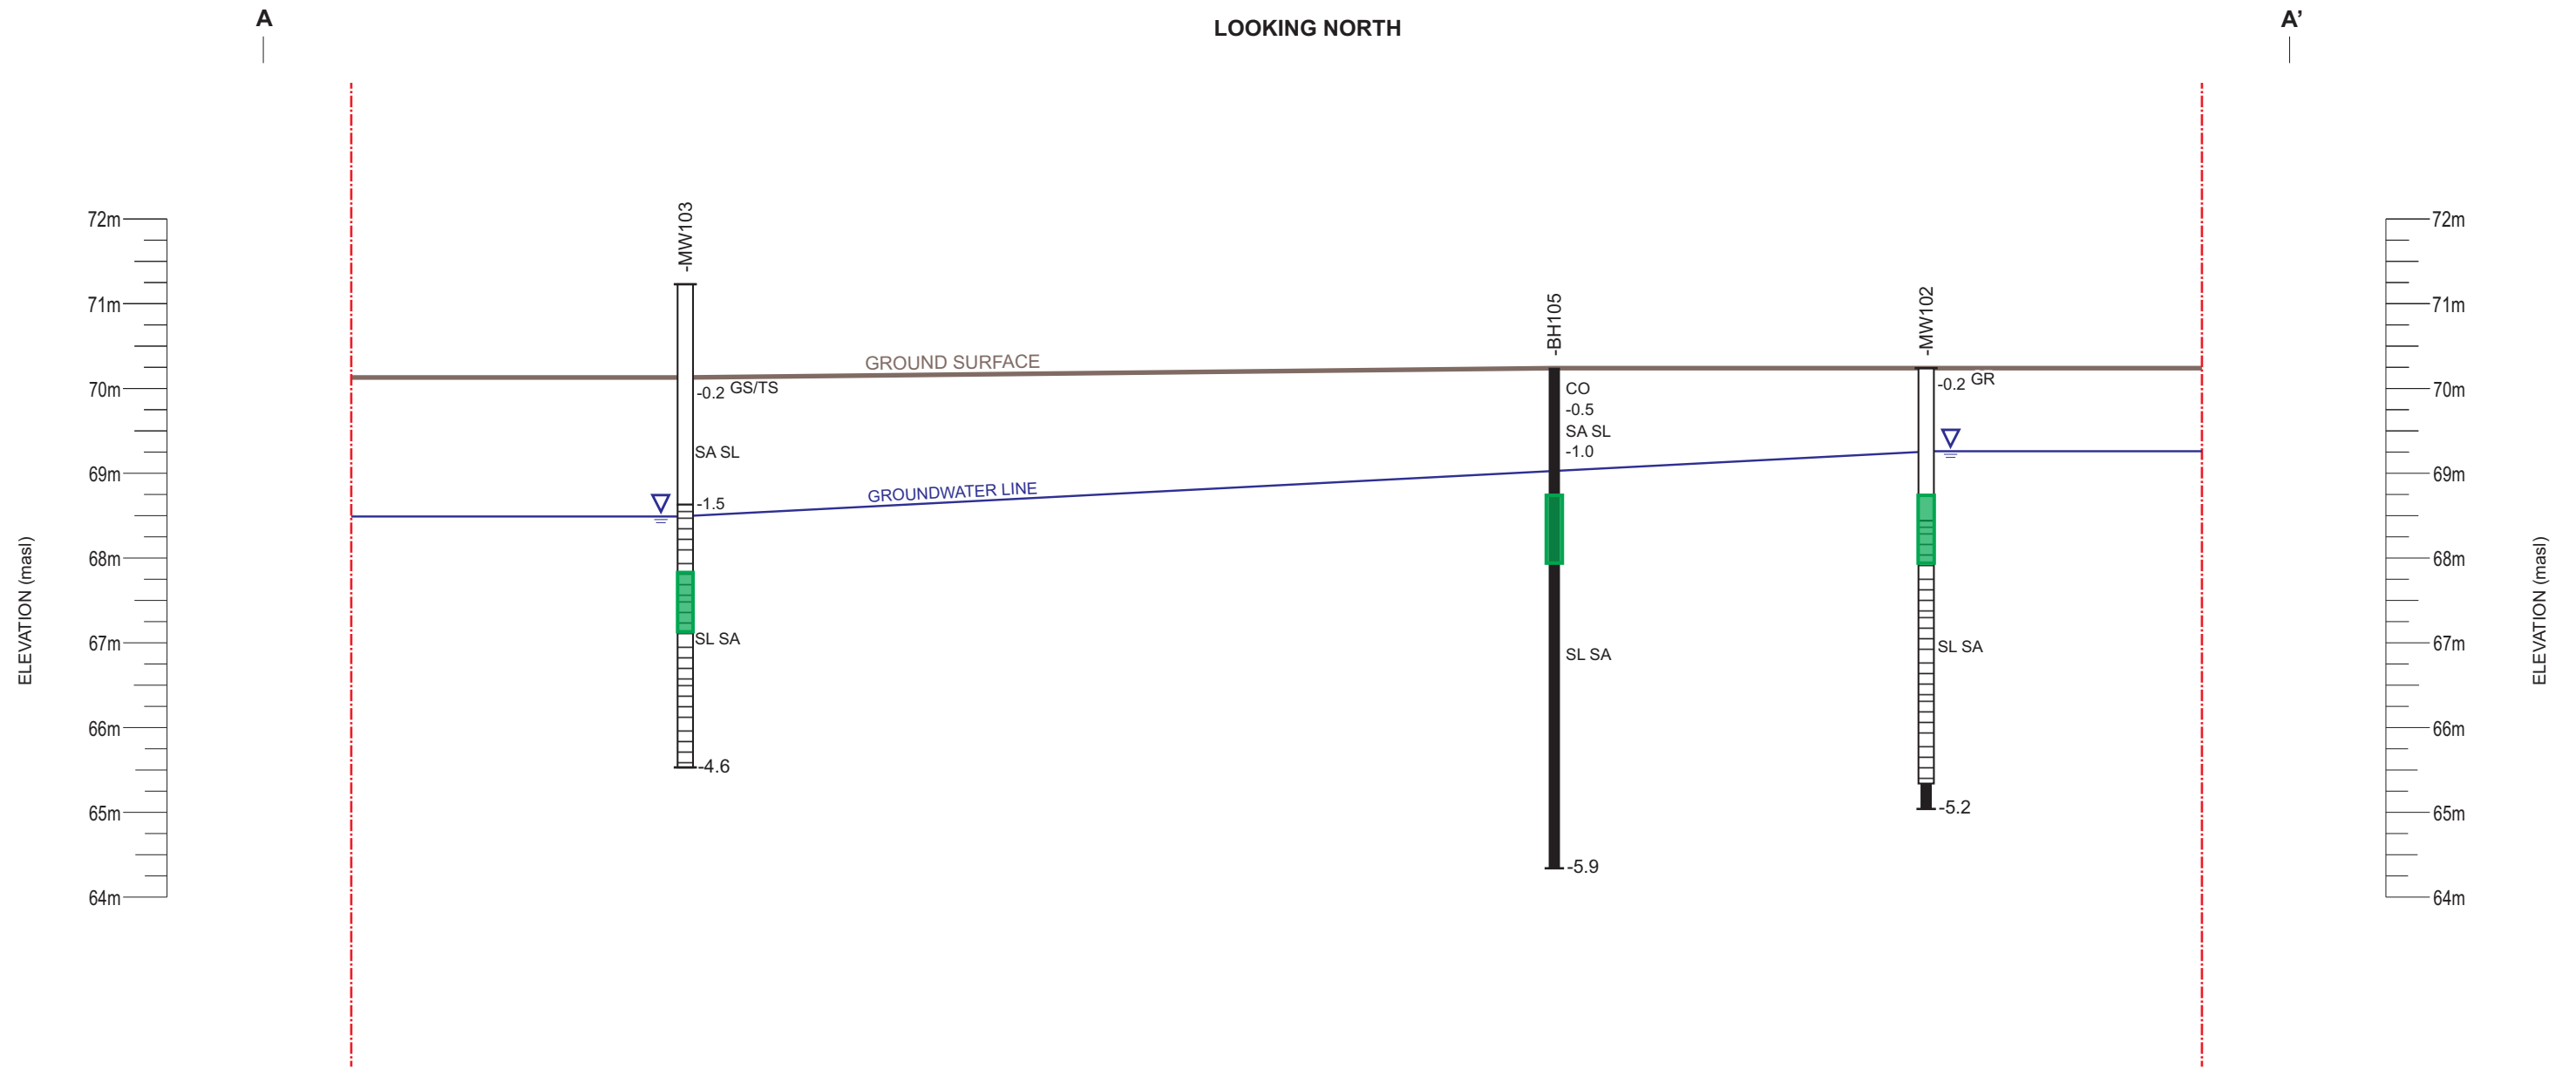 A
LOOKING NORTH
A’
ELEVATION (masl)
72m
71m
70m
69m
68m
67m
66m
65m
64m
-MW103
-0.2 GS/TS
SA SL
-1.5
SL SA
-4.6
GROUND SURFACE
GROUNDWATER LINE
-BH105
CO
-0.5
SA SL
-1.0
SL SA
-5.9
-MW102
-0.2 GR
SL SA
-5.2
72m
71m
70m
69m
68m
67m
66m
65m
64m
ELEVATION (masl)